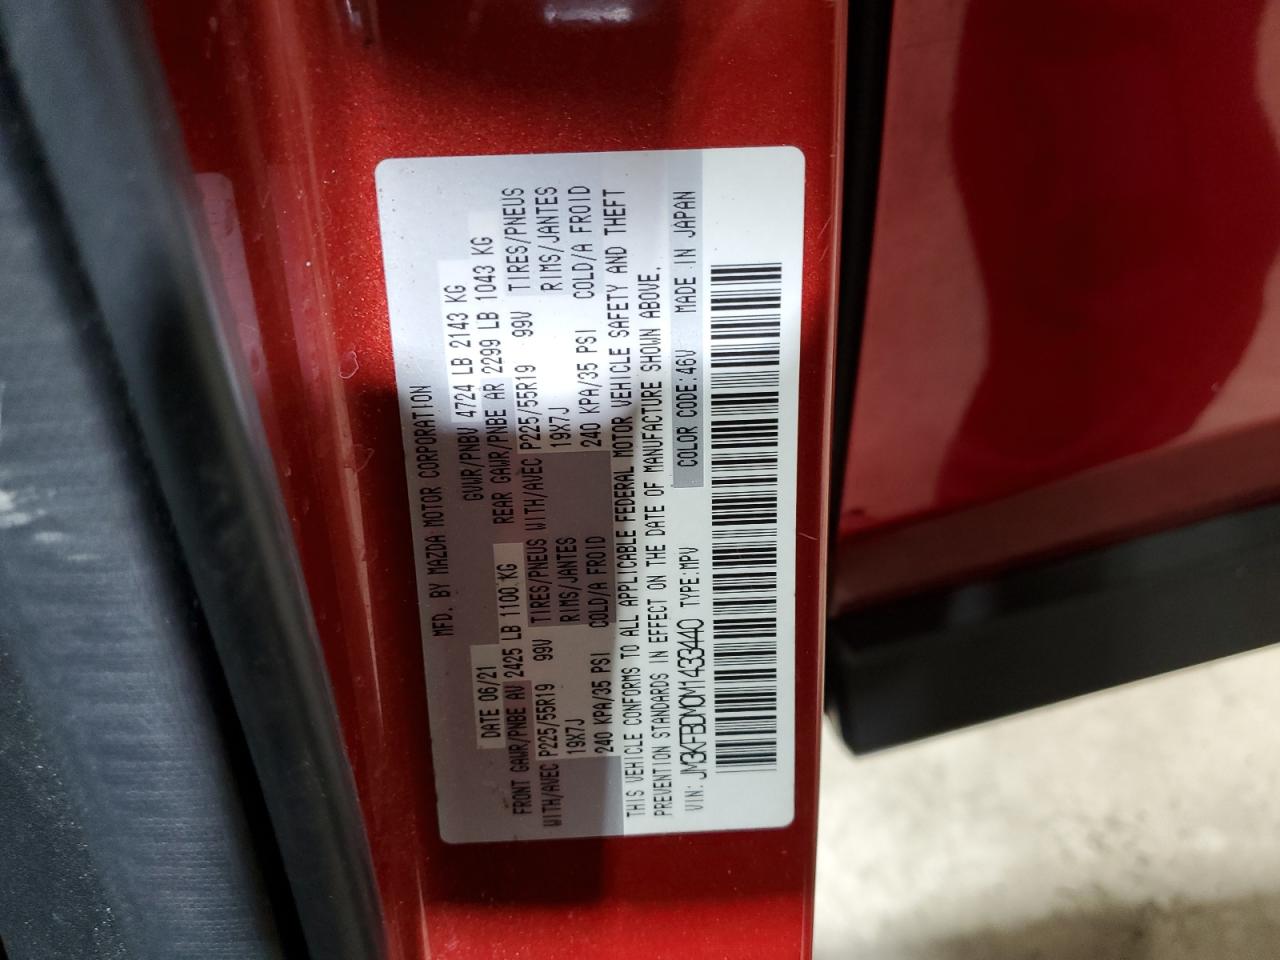 MFD. BY MAZDA MOTOR CORPORATION
DATE 06/21 GVWR/PNBV 4724 LB 2143 KG
FRONT GAWR/PNBE AV 2425 LB 1100 KG REAR GAWR/PNBE AR 2299 LB 1043 KG
WITH/AVEC P225/55R19 99V TIRES/PNEUS WITH/AVEC P225/55R19 99V TIRES/PNEUS
19X7J RIMS/JANTES 19X7J RIMS/JANTES
240 KPA/35 PSI COLD/A FROID 240 KPA/35 PSI COLD/A FROID
THIS VEHICLE CONFORMS TO ALL APPLICABLE FEDERAL MOTOR VEHICLE SAFETY AND THEFT
PREVENTION STANDARDS IN EFFECT ON THE DATE OF MANUFACTURE SHOWN ABOVE.
VIN: JM3KFBDM0M1433440 TYPE:MPV COLOR CODE:46V MADE IN JAPAN